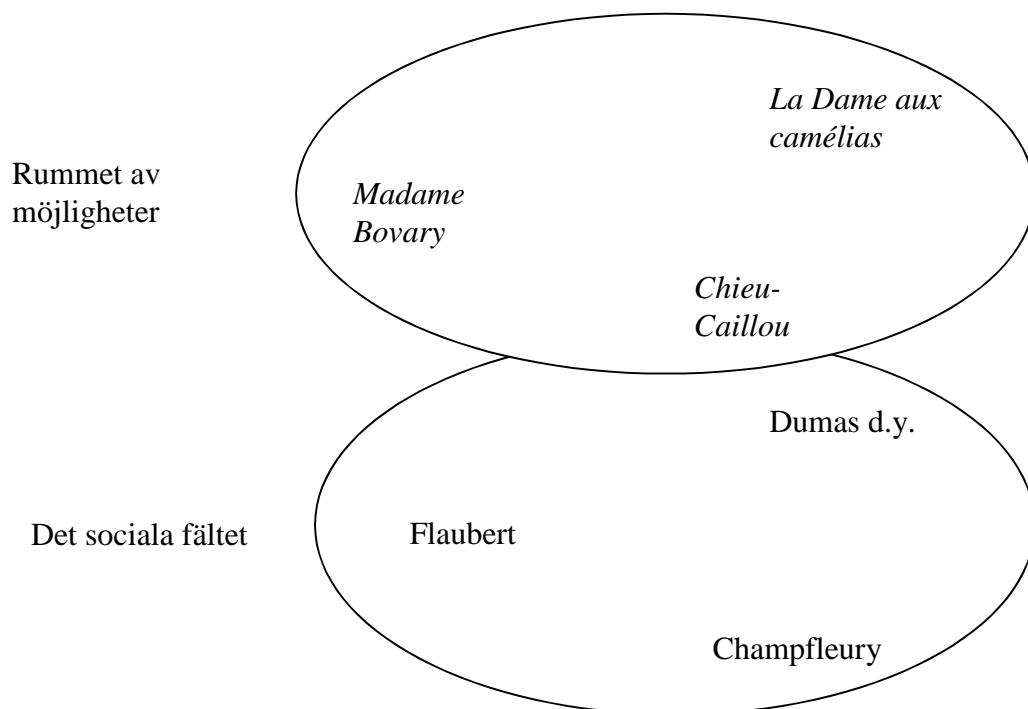 Rummet av
möjligheter
La Dame aux
camélias
Madame
Bovary
Chieu-
Caillou
Det sociala fältet
Dumas d.y.
Flaubert
Champfleury